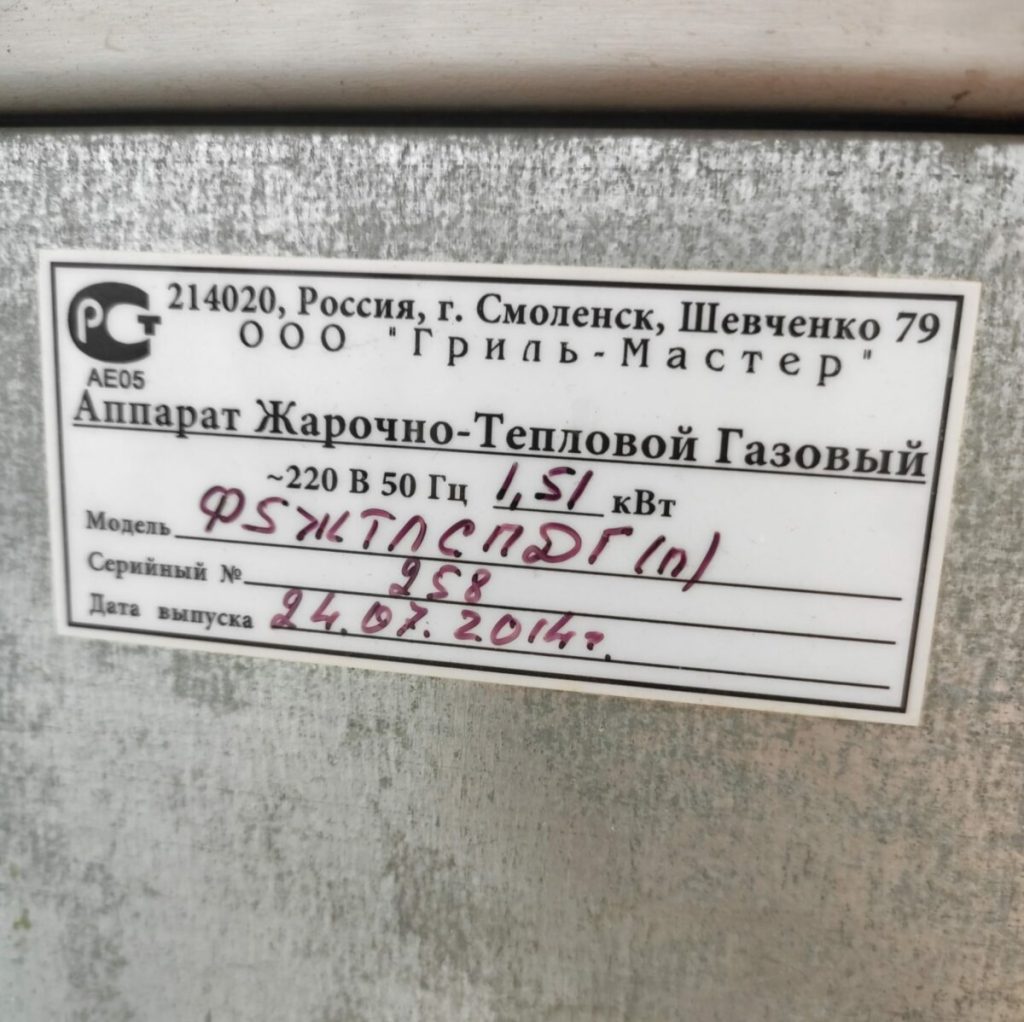 РСТ
АЕ05
214020, Россия, г. Смоленск, Шевченко 79
ООО "Гриль-Мастер"
Аппарат Жарочно-Тепловой Газовый
~220 В 50 Гц 1,51 кВт
Модель Ф5ЖТЛСПДГ(п)
Серийный № 258
Дата выпуска 24.07.2014г.